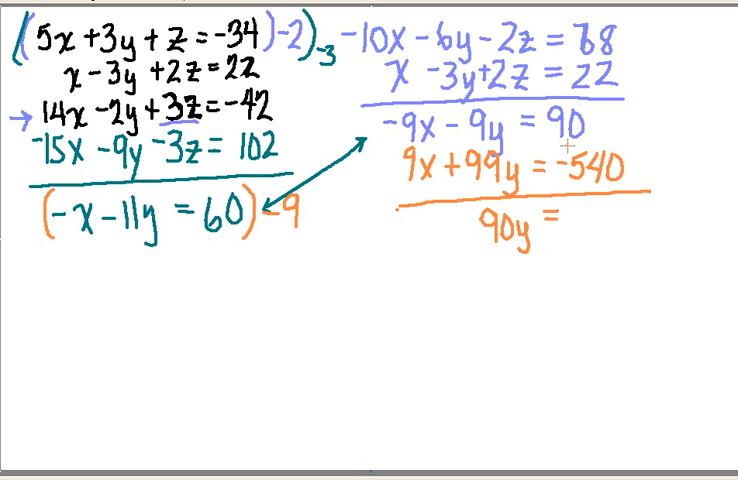 ((5x + 3y + z = -34)-2)-3
x - 3y + 2z = 22
→ 14x - 2y + 3z = -42
-15x - 9y - 3z = 102
(-x - 11y = 60)-9
-10x - 6y - 2z = 68
x - 3y + 2z = 22
-9x - 9y = 90
9x + 99y = -540
90y =